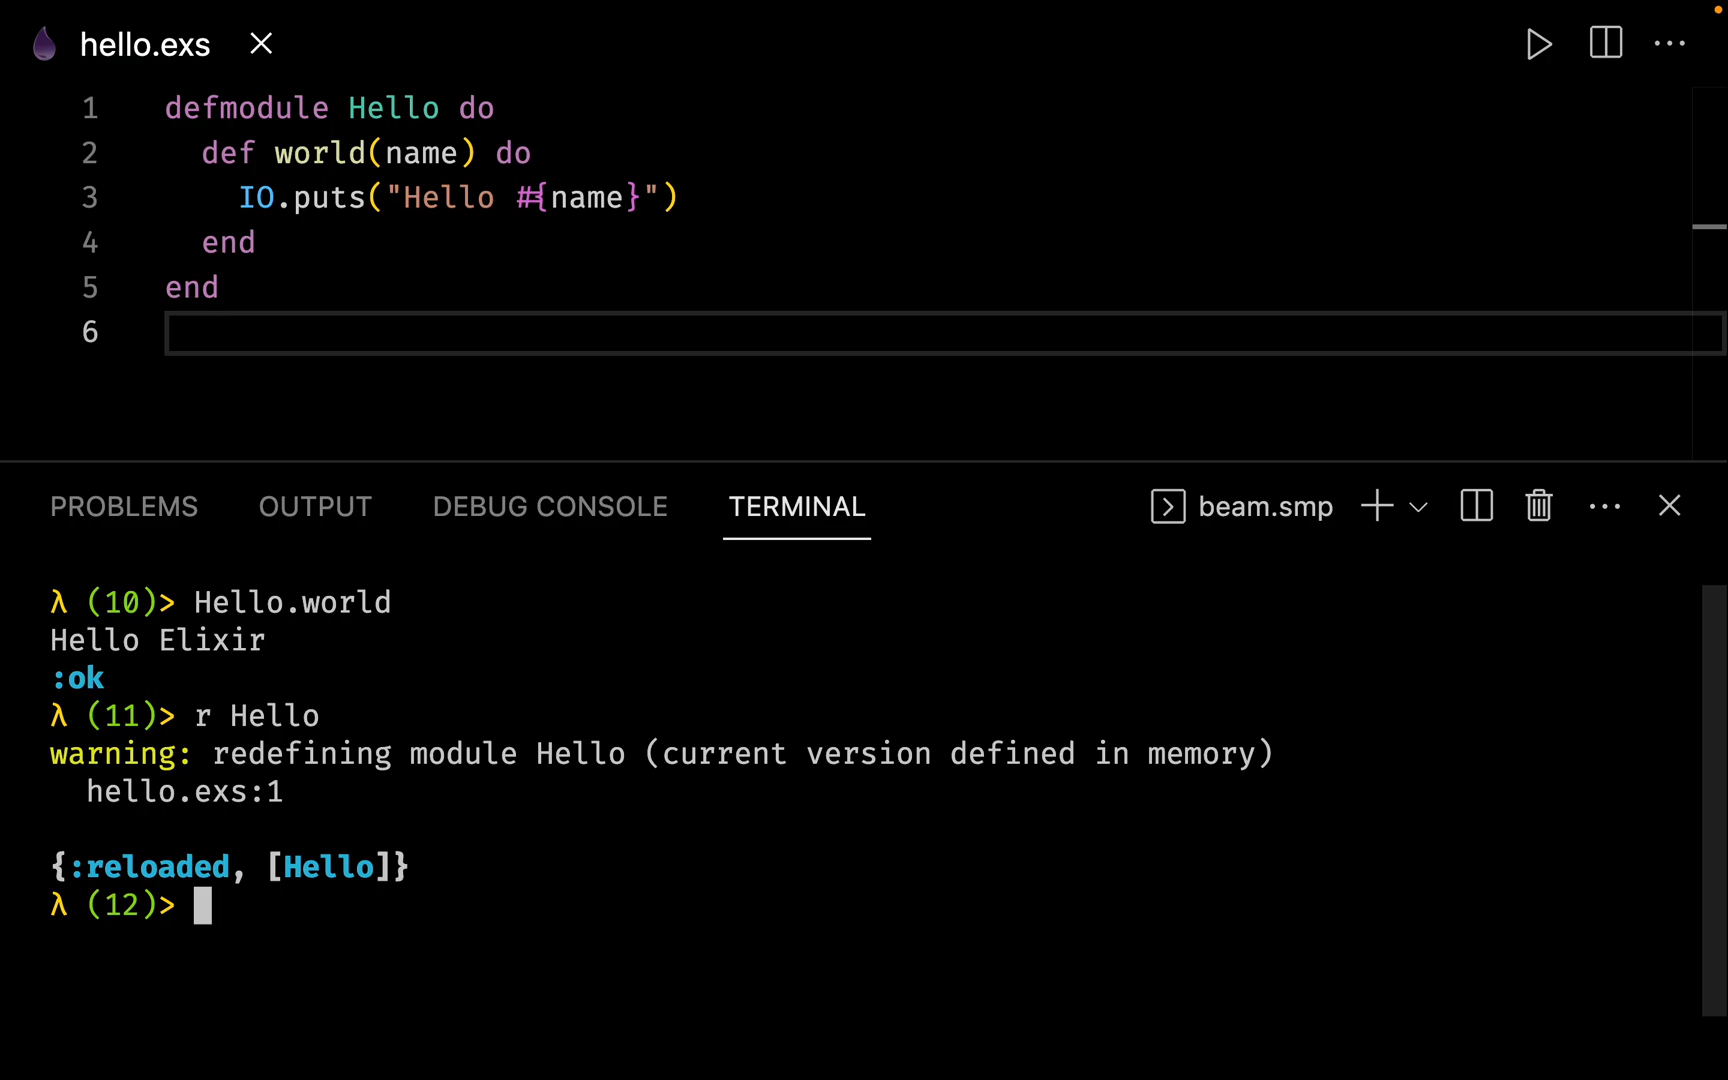 hello.exs
1 defmodule Hello do
2 def world(name) do
3 IO.puts("Hello #{name}")
4 end
5 end
6
PROBLEMS OUTPUT DEBUG CONSOLE TERMINAL beam.smp
λ (10)> Hello.world
Hello Elixir
:ok
λ (11)> r Hello
warning: redefining module Hello (current version defined in memory)
hello.exs:1
{:reloaded, [Hello]}
λ (12)>